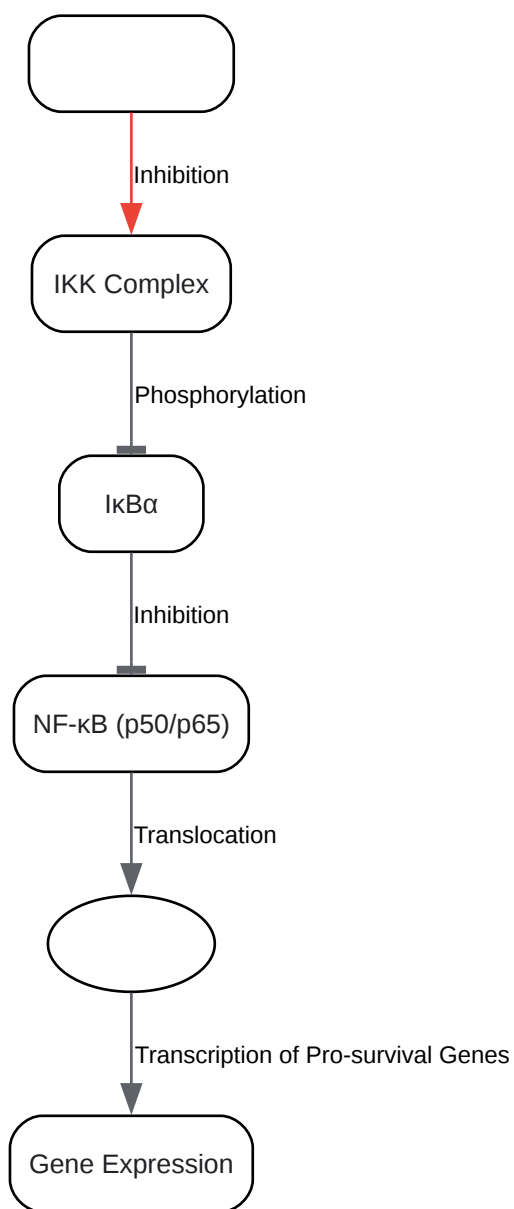 Inhibition
IKK Complex
Phosphorylation
IκBα
Inhibition
NF-κB (p50/p65)
Translocation
Transcription of Pro-survival Genes
Gene Expression